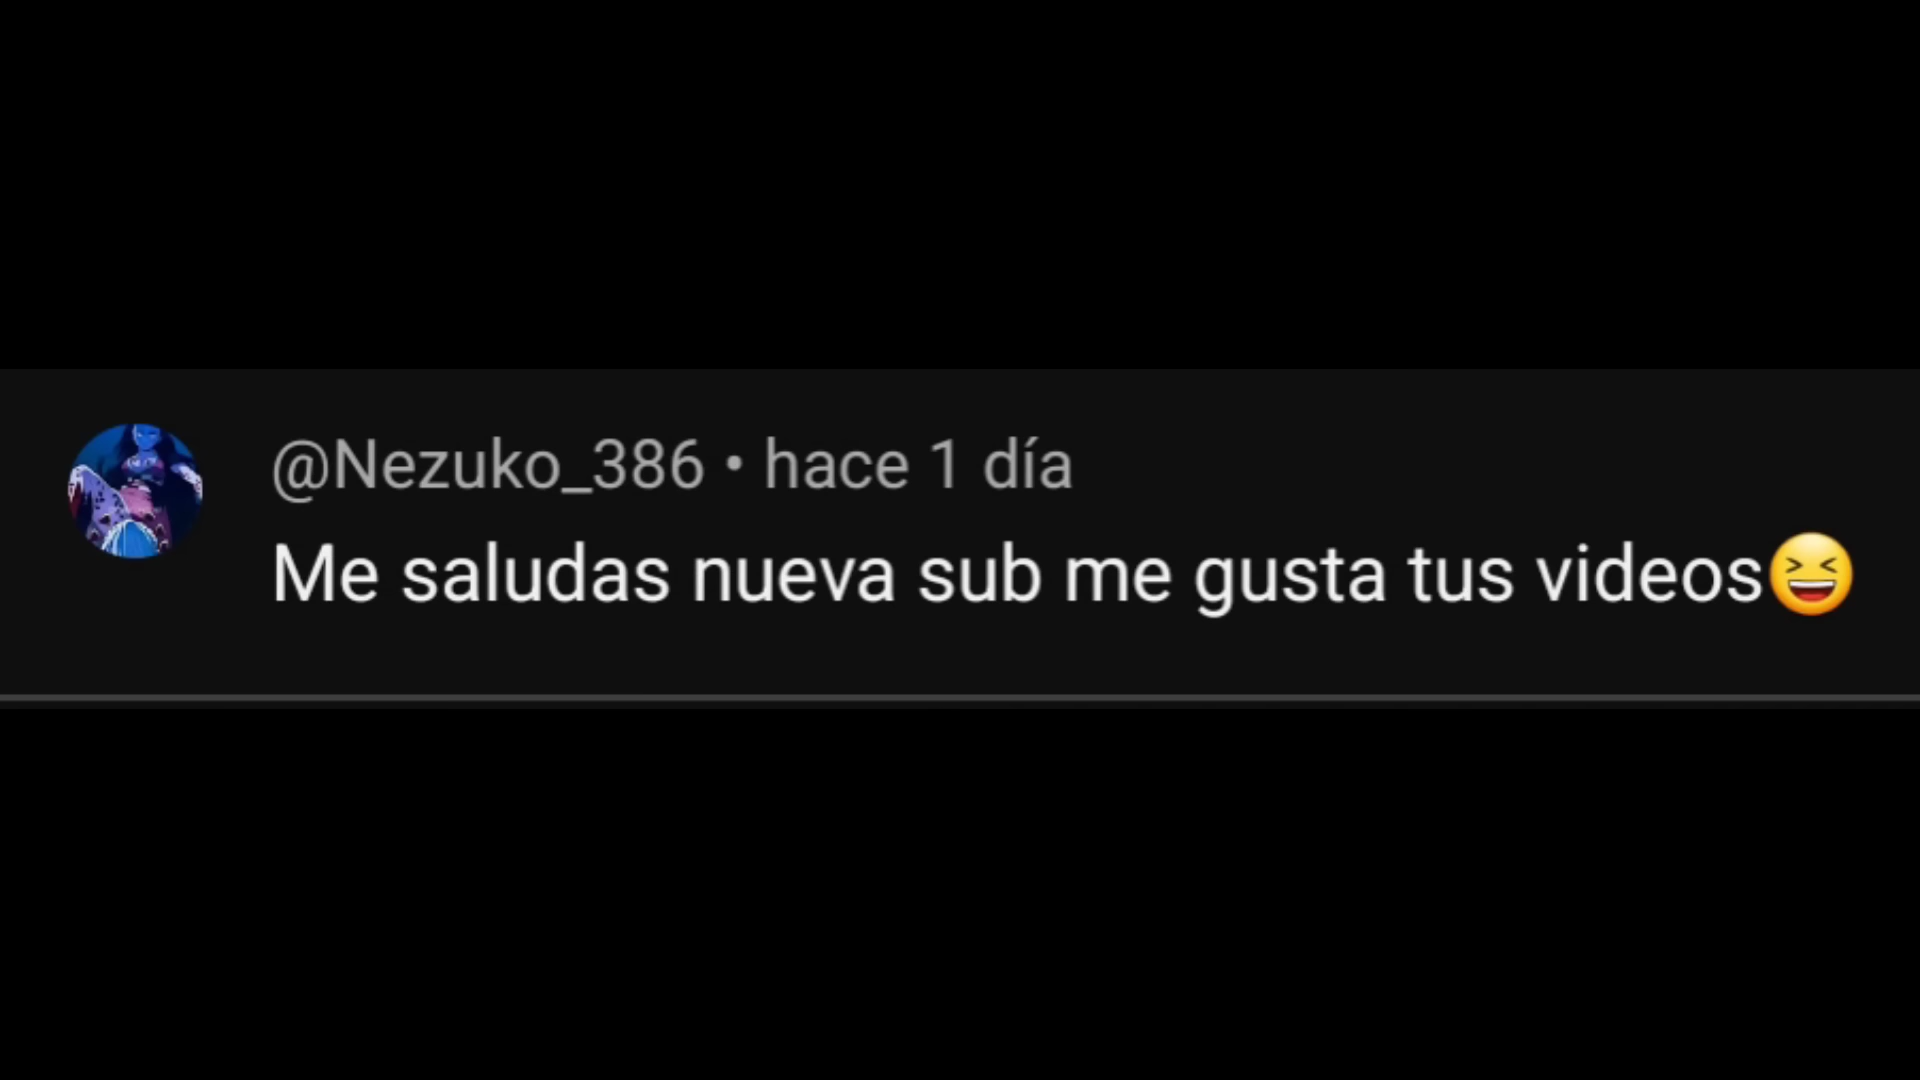 @Nezuko_386 • hace 1 día
Me saludas nueva sub me gusta tus videos😆